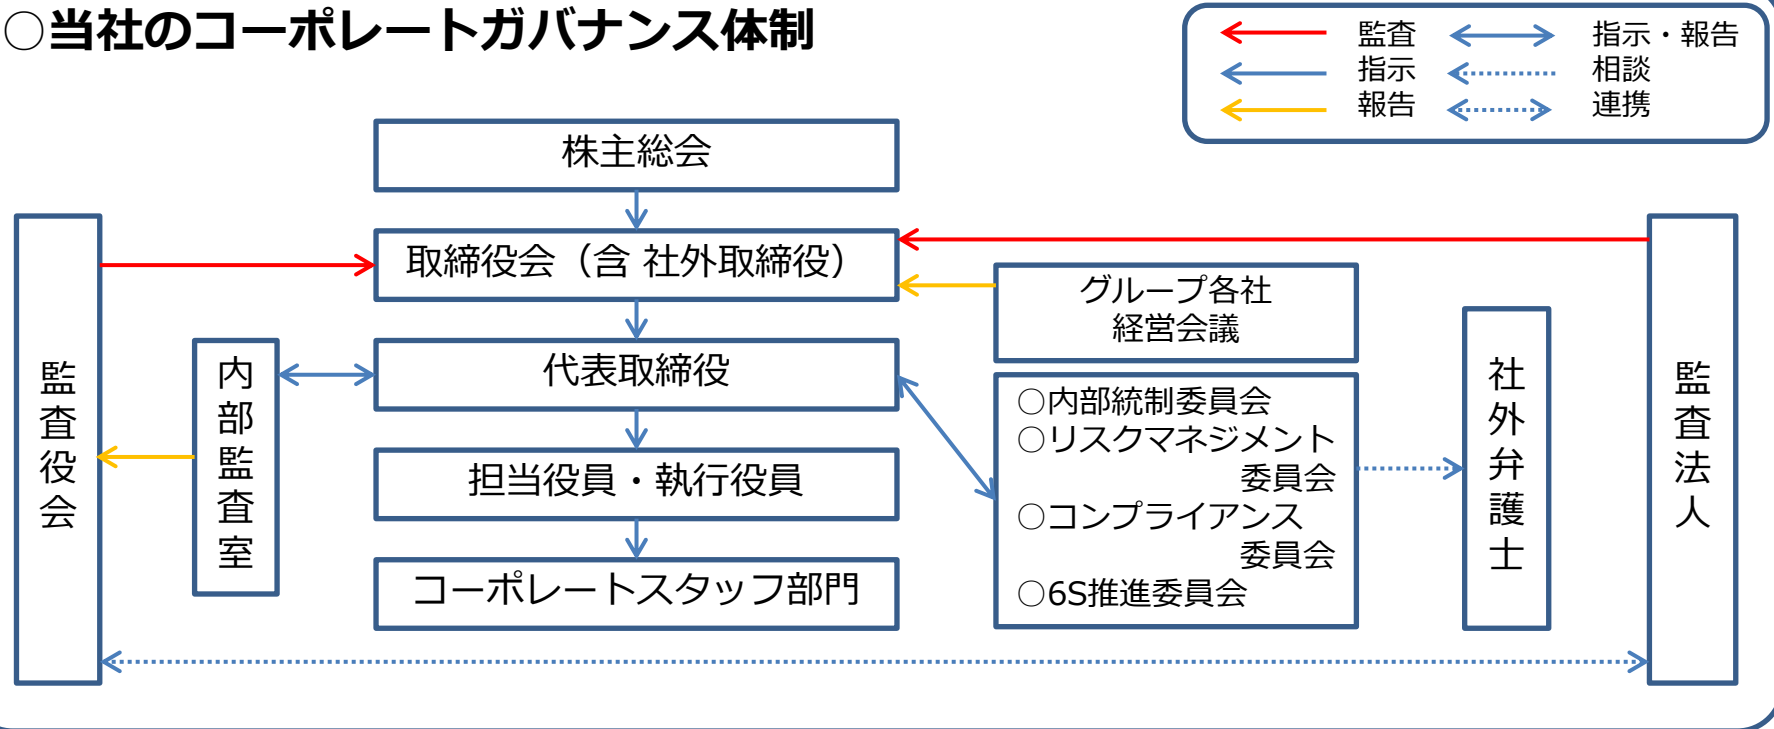 ○当社のコーポレートガバナンス体制
監査
指示・報告
指示
相談
報告
連携
株主総会
取締役会（含 社外取締役）
グループ各社
経営会議
代表取締役
担当役員・執行役員
コーポレートスタッフ部門
監査役会
内部監査室
○内部統制委員会
○リスクマネジメント
委員会
○コンプライアンス
委員会
○6S推進委員会
社外弁護士
監査法人